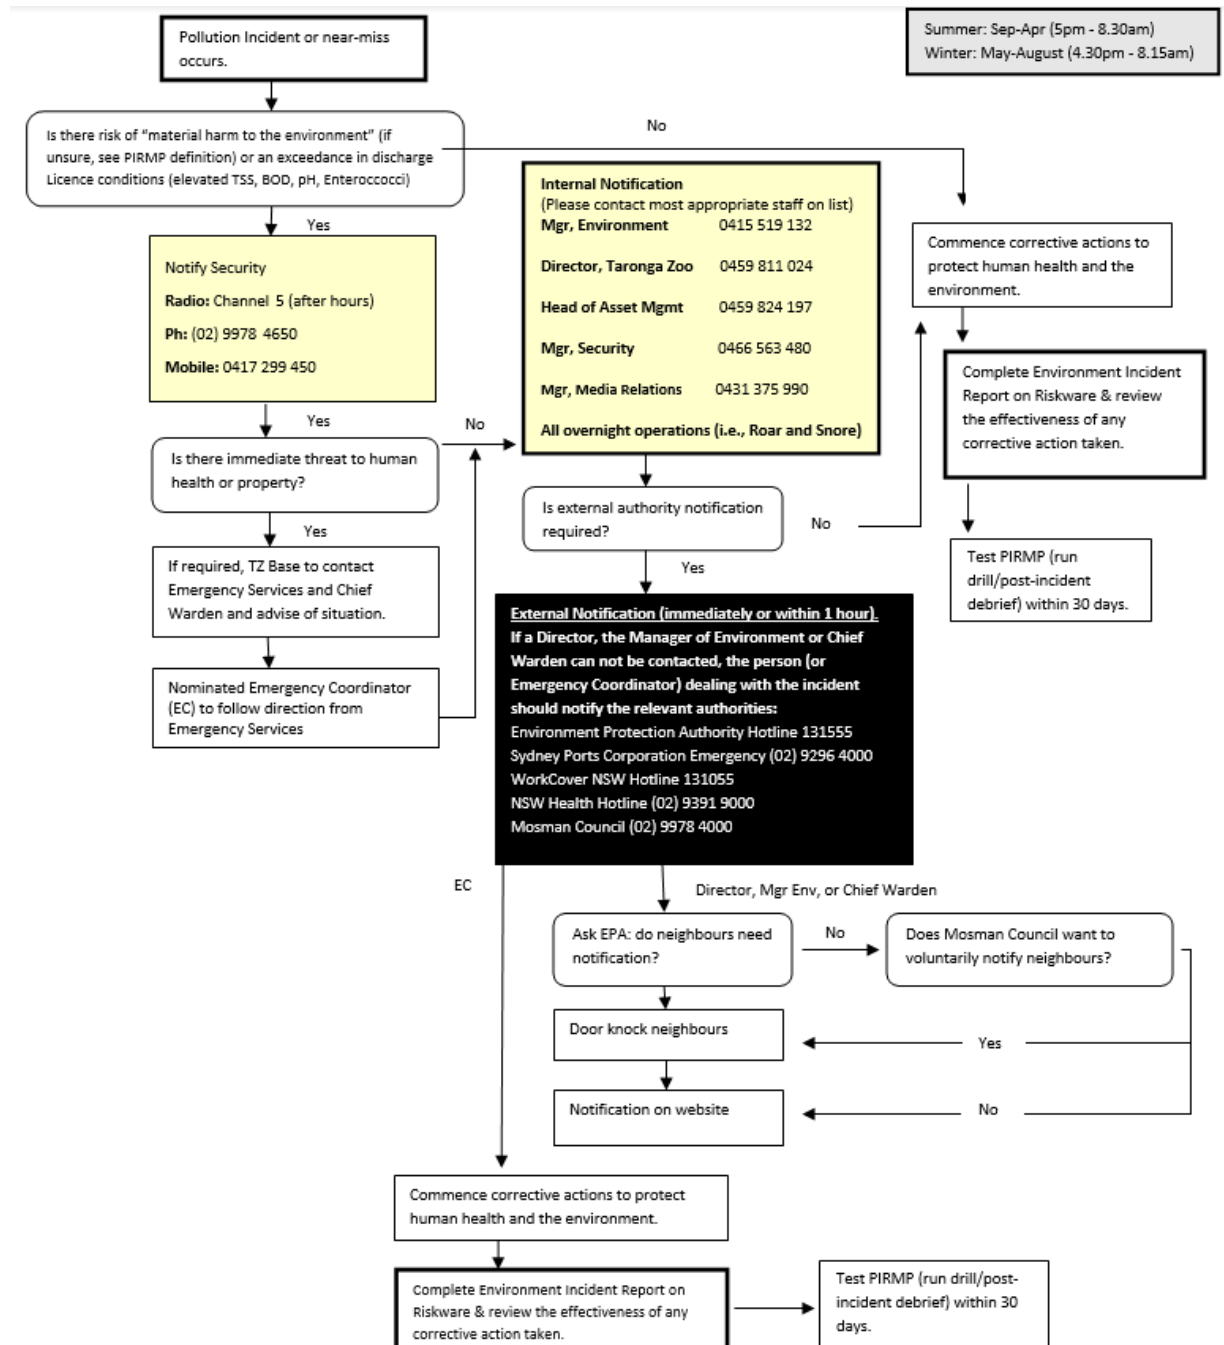 Pollution Incident or near-miss
occurs.
Summer: Sep-Apr (5pm - 8.30am)
Winter: May-August (4.30pm - 8.15am)
Is there risk of “material harm to the environment” (if
unsure, see PIRMP definition) or an exceedance in discharge
Licence conditions (elevated TSS, BOD, pH, Enteroccocci)
No
Yes
Notify Security
Radio: Channel 5 (after hours)
Ph: (02) 9978 4650
Mobile: 0417 299 450
Yes
Is there immediate threat to human
health or property?
No
Yes
If required, TZ Base to contact
Emergency Services and Chief
Warden and advise of situation.
Nominated Emergency Coordinator
(EC) to follow direction from
Emergency Services
Internal Notification
(Please contact most appropriate staff on list)
Mgr, Environment 0415 519 132
Director, Taronga Zoo 0459 811 024
Head of Asset Mgmt 0459 824 197
Mgr, Security 0466 563 480
Mgr, Media Relations 0431 375 990
All overnight operations (i.e., Roar and Snore)
Is external authority notification
required?
No
Yes
Commence corrective actions to
protect human health and the
environment.
Complete Environment Incident
Report on Riskware & review
the effectiveness of any
corrective action taken.
Test PIRMP (run
drill/post-incident
debrief) within 30 days.
External Notification (immediately or within 1 hour).
If a Director, the Manager of Environment or Chief
Warden can not be contacted, the person (or
Emergency Coordinator) dealing with the incident
should notify the relevant authorities:
Environment Protection Authority Hotline 131555
Sydney Ports Corporation Emergency (02) 9296 4000
WorkCover NSW Hotline 131055
NSW Health Hotline (02) 9391 9000
Mosman Council (02) 9978 4000
EC
Director, Mgr Env, or Chief Warden
Ask EPA: do neighbours need
notification?
No
Does Mosman Council want to
voluntarily notify neighbours?
Door knock neighbours
Yes
Notification on website
No
Commence corrective actions to protect
human health and the environment.
Complete Environment Incident Report on
Riskware & review the effectiveness of any
corrective action taken.
Test PIRMP (run drill/post-
incident debrief) within 30
days.